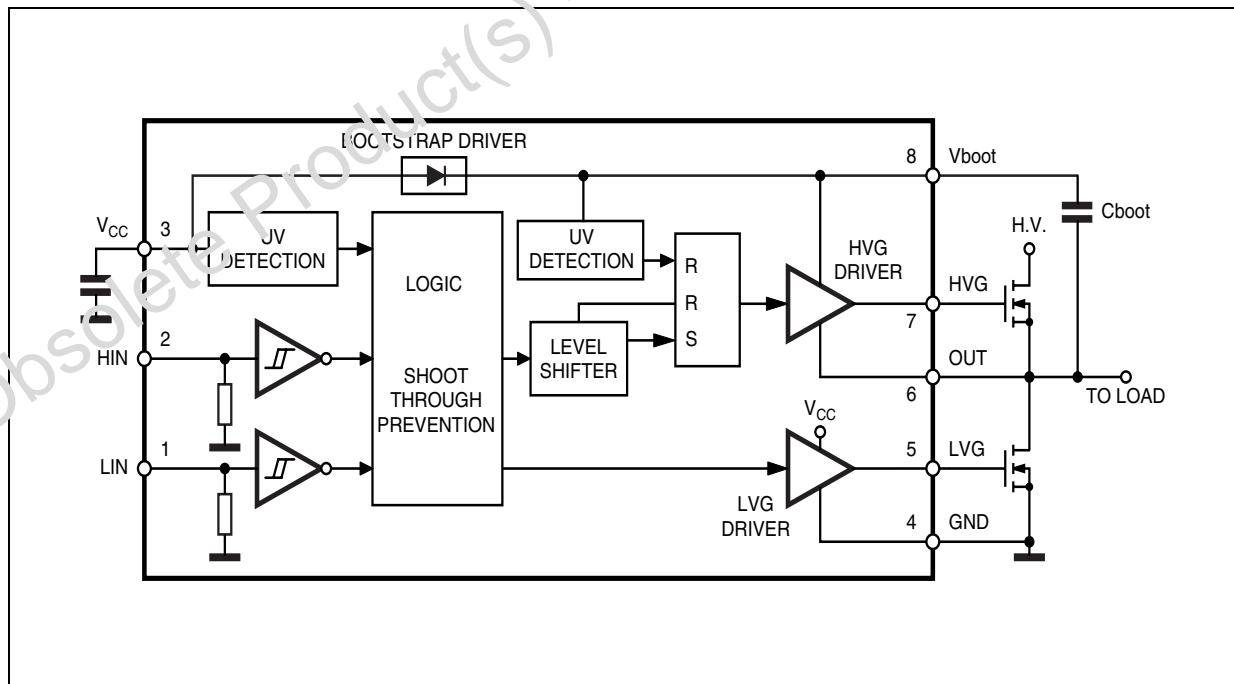 Obsolete Product(s)
BOOTSTRAP DRIVER
8
Vboot
VCC
3
UV
DETECTION
LOGIC
SHOOT
THROUGH
PREVENTION
UV
DETECTION
R
R
S
LEVEL
SHIFTER
HVG
DRIVER
H.V.
Cboot
HVG
7
HIN
2
OUT
6
TO LOAD
LIN
1
VCC
5
LVG
LVG
DRIVER
4
GND